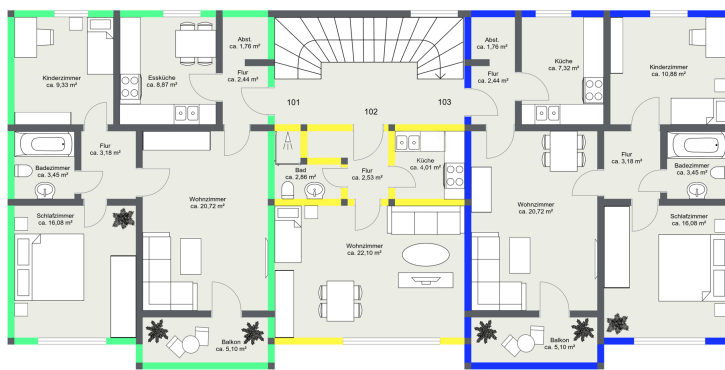 Kinderzimmer
ca. 9,33 m²
Essküche
ca. 8,87 m²
Abst.
ca. 1,76 m²
Flur
ca. 2,44 m²
101
102
103
Abst.
ca. 1,76 m²
Flur
ca. 2,44 m²
Küche
ca. 7,32 m²
Kinderzimmer
ca. 10,88 m²
Flur
ca. 3,18 m²
Badezimmer
ca. 3,45 m²
Bad
ca. 2,86 m²
Flur
ca. 2,53 m²
Küche
ca. 4,01 m²
Flur
ca. 3,18 m²
Badezimmer
ca. 3,45 m²
Wohnzimmer
ca. 20,72 m²
Schlafzimmer
ca. 16,08 m²
Wohnzimmer
ca. 22,10 m²
Wohnzimmer
ca. 20,72 m²
Schlafzimmer
ca. 16,08 m²
Balkon
ca. 5,10 m²
Balkon
ca. 5,10 m²